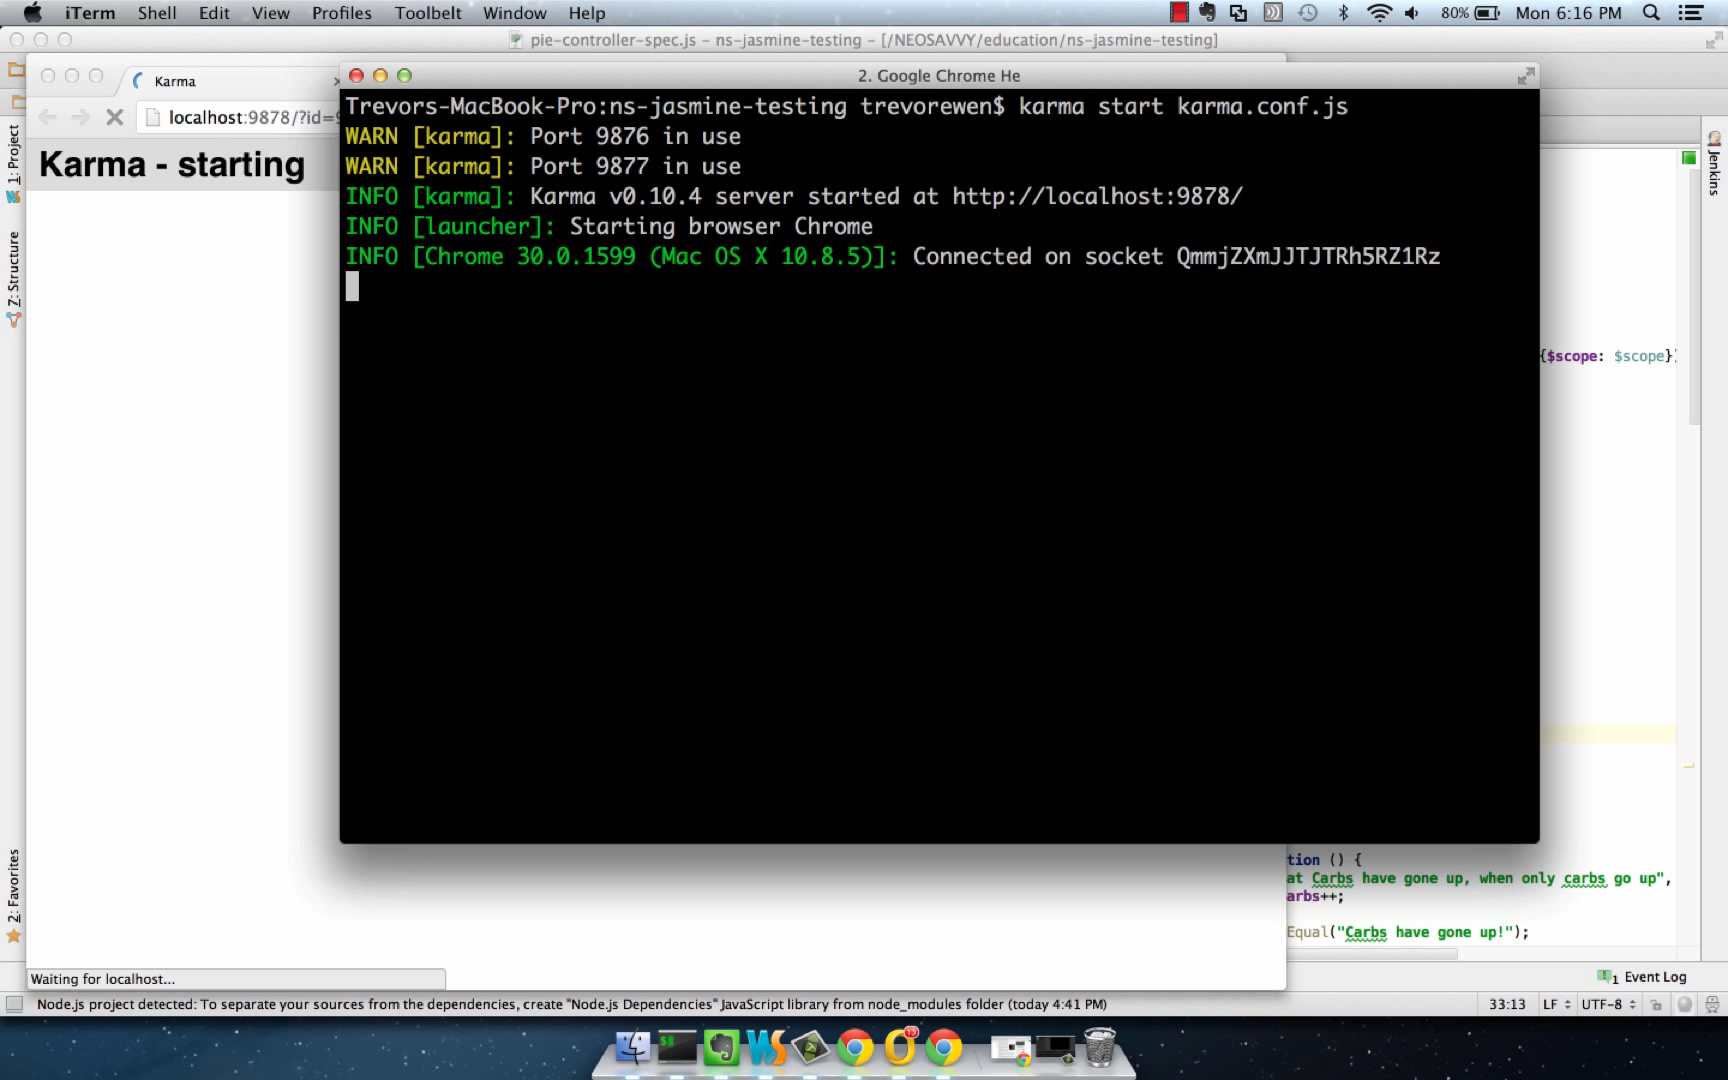 iTerm Shell Edit View Profiles Toolbelt Window Help 80% Mon 6:16 PM
pie-controller-spec.js - ns-jasmine-testing - [/NEOSAVVY/education/ns-jasmine-testing]
Karma
localhost:9878/?id=
Karma - starting
2. Google Chrome He
Trevors-MacBook-Pro:ns-jasmine-testing trevorewen$ karma start karma.conf.js
WARN [karma]: Port 9876 in use
WARN [karma]: Port 9877 in use
INFO [karma]: Karma v0.10.4 server started at http://localhost:9878/
INFO [launcher]: Starting browser Chrome
INFO [Chrome 30.0.1599 (Mac OS X 10.8.5)]: Connected on socket QmmjZXmJJTJTRh5RZ1Rz
1: Project
Z: Structure
2: Favorites
Jenkins
{$scope: $scope}
tion () {
at Carbs have gone up, when only carbs go up",
arbs++;
Equal("Carbs have gone up!");
Waiting for localhost...
1 Event Log
Node.js project detected: To separate your sources from the dependencies, create "Node.js Dependencies" JavaScript library from node_modules folder (today 4:41 PM)
33:13 LF UTF-8
$
WS